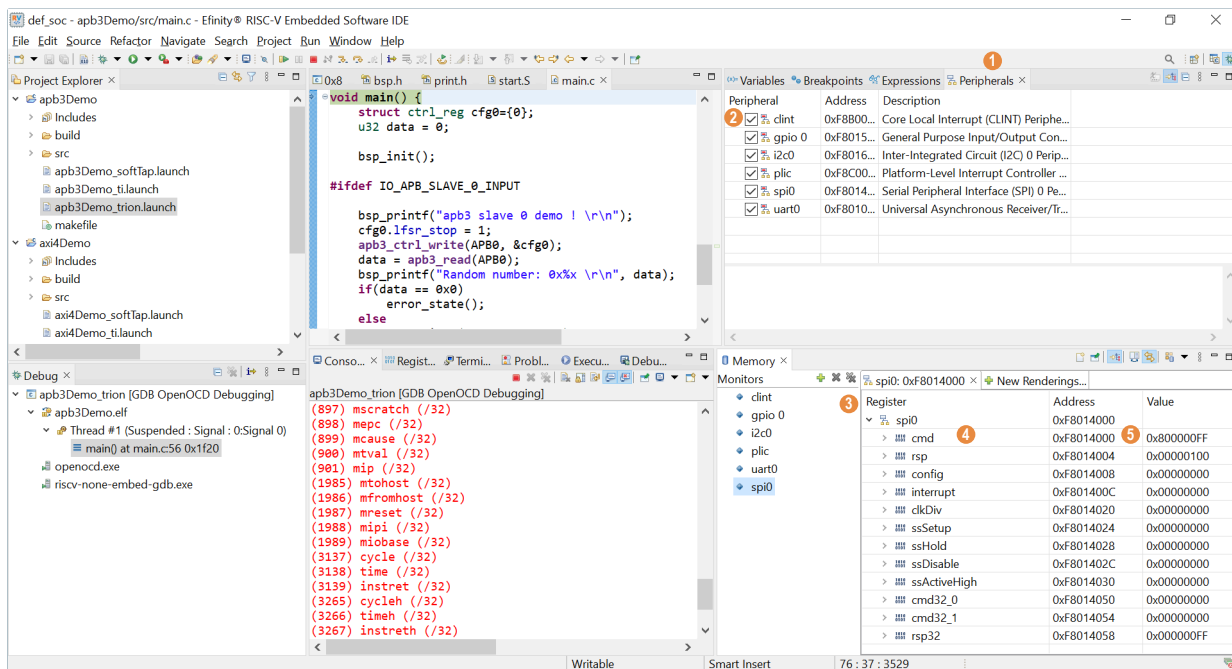 def_soc - apb3Demo/src/main.c - Efinity® RISC-V Embedded Software IDE
File Edit Source Refactor Navigate Search Project Run Window Help
1
Project Explorer
apb3Demo
Includes
build
src
apb3Demo_softTap.launch
apb3Demo_ti.launch
apb3Demo_trion.launch
makefile
axi4Demo
Includes
build
src
axi4Demo_softTap.launch
axi4Demo_ti.launch
0x8 bsp.h print.h start.S main.c
void main() {
struct ctrl_reg cfg0={0};
u32 data = 0;
bsp_init();
#ifdef IO_APB_SLAVE_0_INPUT
bsp_printf("apb3 slave 0 demo ! \r\n");
cfg0.lfsr_stop = 1;
apb3_ctrl_write(APB0, &cfg0);
data = apb3_read(APB0);
bsp_printf("Random number: 0x%x \r\n", data);
if(data == 0x0)
error_state();
else
Variables Breakpoints Expressions Peripherals
Peripheral Address Description
2 clint 0xF8B00... Core Local Interrupt (CLINT) Periphe...
gpio 0 0xF8015... General Purpose Input/Output Con...
i2c0 0xF8016... Inter-Integrated Circuit (I2C) 0 Perip...
plic 0xF8C00... Platform-Level Interrupt Controller ...
spi0 0xF8014... Serial Peripheral Interface (SPI) 0 Pe...
uart0 0xF8010... Universal Asynchronous Receiver/Tr...
Debug
apb3Demo_trion [GDB OpenOCD Debugging]
apb3Demo.elf
Thread #1 (Suspended : Signal : 0:Signal 0)
main() at main.c:56 0x1f20
openocd.exe
riscv-none-embed-gdb.exe
Conso... Regist... Termi... Probl... Execu... Debu...
apb3Demo_trion [GDB OpenOCD Debugging]
(897) mscratch (/32)
(898) mepc (/32)
(899) mcause (/32)
(900) mtval (/32)
(901) mip (/32)
(1985) mtohost (/32)
(1986) mfromhost (/32)
(1987) mreset (/32)
(1988) mipi (/32)
(1989) miobase (/32)
(3137) cycle (/32)
(3138) time (/32)
(3139) instret (/32)
(3265) cycleh (/32)
(3266) timeh (/32)
(3267) instreth (/32)
Memory
Monitors
clint
gpio 0
i2c0
plic
uart0
spi0
3
spi0: 0xF8014000 New Renderings...
Register Address Value
spi0 0xF8014000
cmd 4 0xF8014000 5 0x800000FF
rsp 0xF8014004 0x00000100
config 0xF8014008 0x00000000
interrupt 0xF801400C 0x00000000
clkDiv 0xF8014020 0x00000000
ssSetup 0xF8014024 0x00000000
ssHold 0xF8014028 0x00000000
ssDisable 0xF801402C 0x00000000
ssActiveHigh 0xF8014030 0x00000000
cmd32_0 0xF8014050 0x00000000
cmd32_1 0xF8014054 0x00000000
rsp32 0xF8014058 0x000000FF
Writable Smart Insert 76 : 37 : 3529